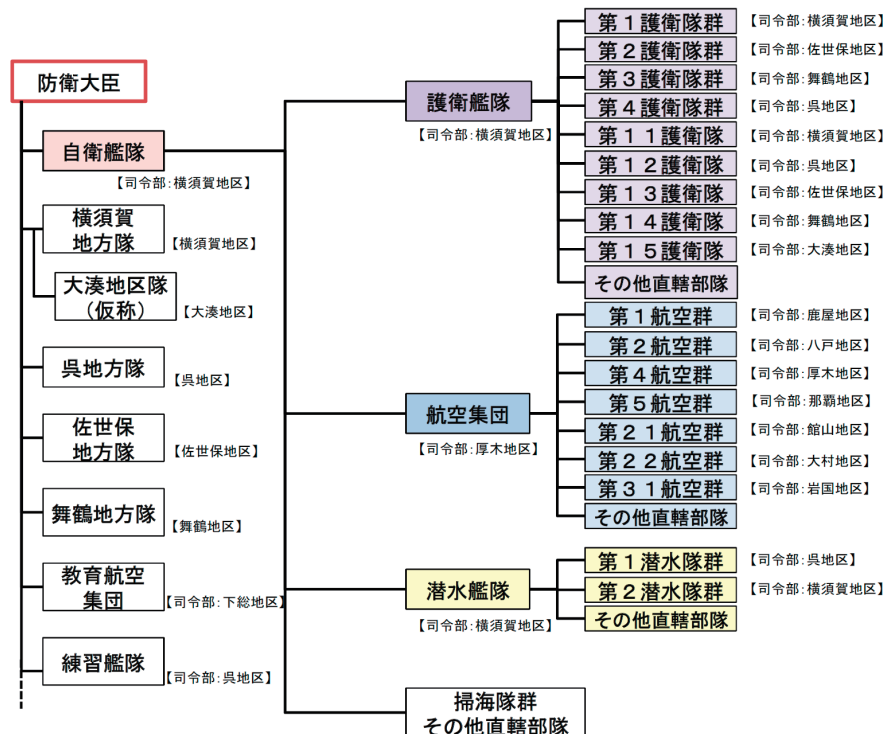 防衛大臣
自衛艦隊
【司令部:横須賀地区】
横須賀
地方隊
【横須賀地区】
大湊地区隊
（仮称）
【大湊地区】
呉地方隊
【呉地区】
佐世保
地方隊
【佐世保地区】
舞鶴地方隊
【舞鶴地区】
教育航空
集団
【司令部:下総地区】
練習艦隊
【司令部:呉地区】
護衛艦隊
【司令部:横須賀地区】
第１護衛隊群
【司令部:横須賀地区】
第２護衛隊群
【司令部:佐世保地区】
第３護衛隊群
【司令部:舞鶴地区】
第４護衛隊群
【司令部:呉地区】
第１１護衛隊
【司令部:横須賀地区】
第１２護衛隊
【司令部:呉地区】
第１３護衛隊
【司令部:佐世保地区】
第１４護衛隊
【司令部:舞鶴地区】
第１５護衛隊
【司令部:大湊地区】
その他直轄部隊
航空集団
【司令部:厚木地区】
第１航空群
【司令部:鹿屋地区】
第２航空群
【司令部:八戸地区】
第４航空群
【司令部:厚木地区】
第５航空群
【司令部:那覇地区】
第２１航空群
【司令部:館山地区】
第２２航空群
【司令部:大村地区】
第３１航空群
【司令部:岩国地区】
その他直轄部隊
潜水艦隊
【司令部:横須賀地区】
第１潜水隊群
【司令部:呉地区】
第２潜水隊群
【司令部:横須賀地区】
その他直轄部隊
掃海隊群
その他直轄部隊